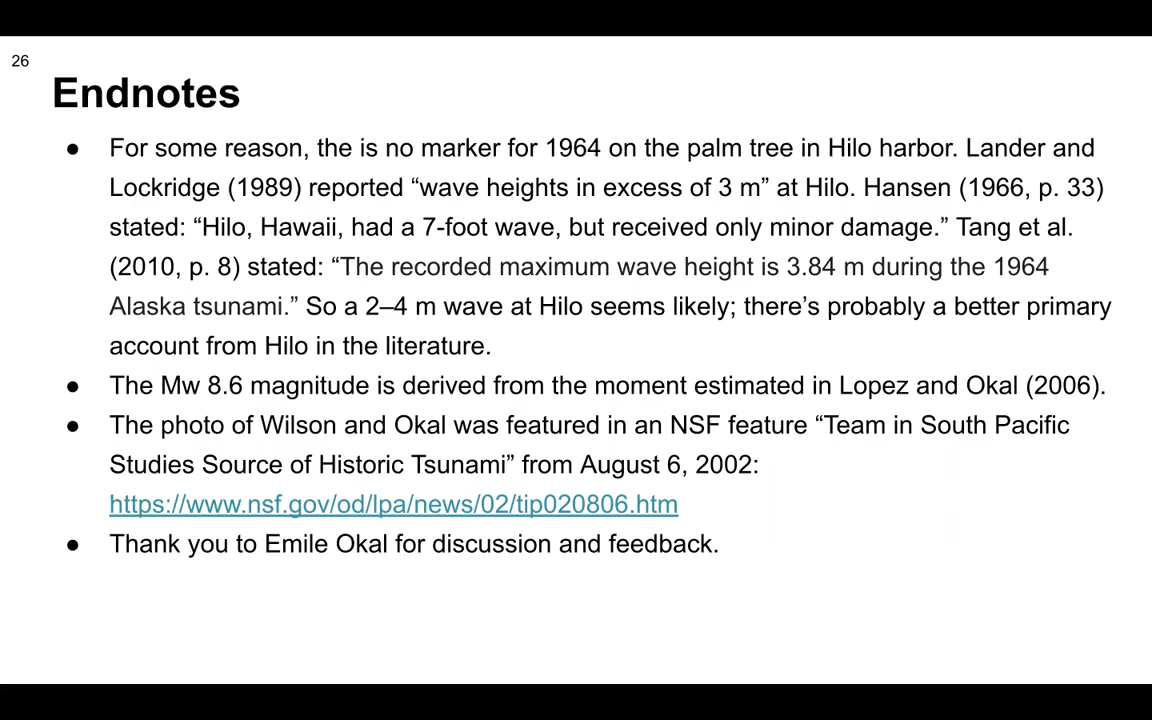 26
Endnotes
● For some reason, the is no marker for 1964 on the palm tree in Hilo harbor. Lander and
Lockridge (1989) reported “wave heights in excess of 3 m” at Hilo. Hansen (1966, p. 33)
stated: “Hilo, Hawaii, had a 7-foot wave, but received only minor damage.” Tang et al.
(2010, p. 8) stated: “The recorded maximum wave height is 3.84 m during the 1964
Alaska tsunami.” So a 2–4 m wave at Hilo seems likely; there’s probably a better primary
account from Hilo in the literature.
● The Mw 8.6 magnitude is derived from the moment estimated in Lopez and Okal (2006).
● The photo of Wilson and Okal was featured in an NSF feature “Team in South Pacific
Studies Source of Historic Tsunami” from August 6, 2002:
https://www.nsf.gov/od/lpa/news/02/tip020806.htm
● Thank you to Emile Okal for discussion and feedback.